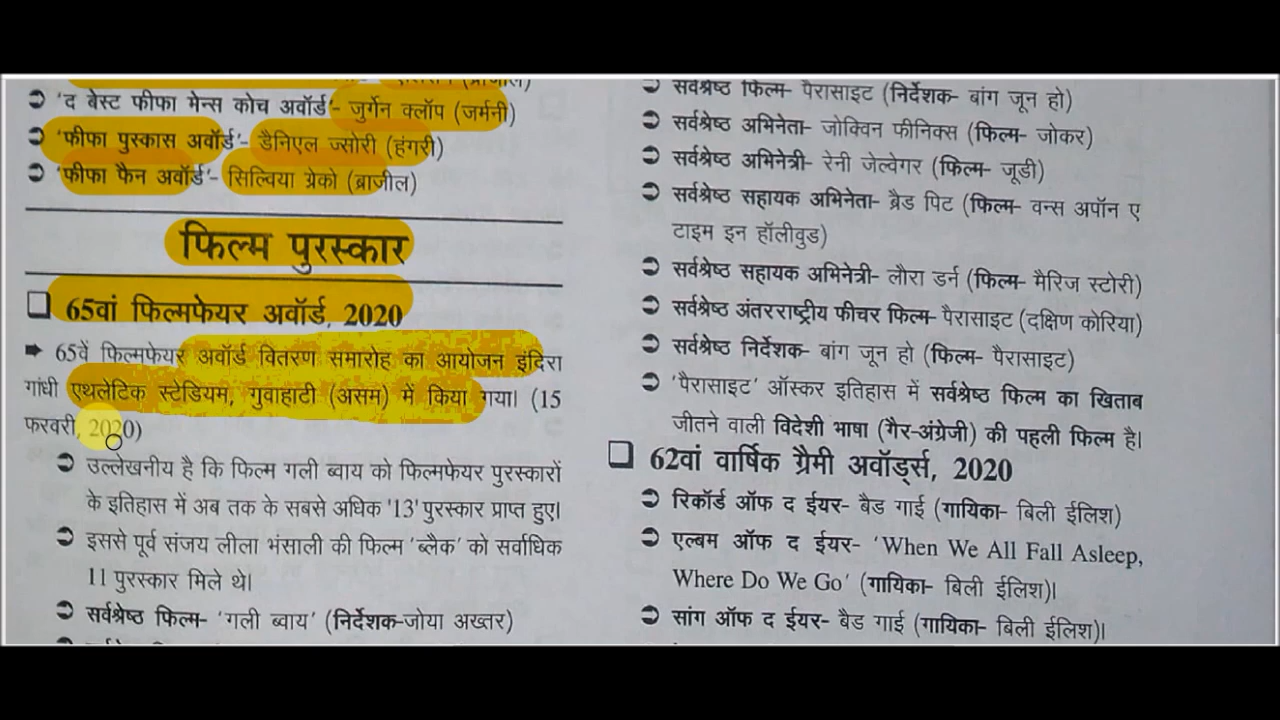 ➲ 'द बेस्ट फीफा मेन्स कोच अवॉर्ड'- जुर्गेन क्लॉप (जर्मनी)
➲ 'फीफा पुस्कास अवॉर्ड'- डैनिएल ज्सोरी (हंगरी)
➲ 'फीफा फैन अवॉर्ड'- सिल्विया ग्रेको (ब्राजील)
फिल्म पुरस्कार
❑ 65वां फिल्मफेयर अवॉर्ड, 2020
➡ 65वें फिल्मफेयर अवॉर्ड वितरण समारोह का आयोजन इंदिरा
गांधी एथलेटिक स्टेडियम, गुवाहाटी (असम) में किया गया। (15
फरवरी, 2020)
➲ उल्लेखनीय है कि फिल्म गली ब्वाय को फिल्मफेयर पुरस्कारों
के इतिहास में अब तक के सबसे अधिक '13' पुरस्कार प्राप्त हुए।
➲ इससे पूर्व संजय लीला भंसाली की फिल्म 'ब्लैक' को सर्वाधिक
11 पुरस्कार मिले थे।
➲ सर्वश्रेष्ठ फिल्म- 'गली ब्वाय' (निर्देशक-जोया अख्तर)
➲ सर्वश्रेष्ठ फिल्म- पैरासाइट (निर्देशक- बांग जून हो)
➲ सर्वश्रेष्ठ अभिनेता- जोक्विन फीनिक्स (फिल्म- जोकर)
➲ सर्वश्रेष्ठ अभिनेत्री- रेनी जेल्वेगर (फिल्म- जूडी)
➲ सर्वश्रेष्ठ सहायक अभिनेता- ब्रैड पिट (फिल्म- वन्स अपॉन ए
टाइम इन हॉलीवुड)
➲ सर्वश्रेष्ठ सहायक अभिनेत्री- लौरा डर्न (फिल्म- मैरिज स्टोरी)
➲ सर्वश्रेष्ठ अंतरराष्ट्रीय फीचर फिल्म- पैरासाइट (दक्षिण कोरिया)
➲ सर्वश्रेष्ठ निर्देशक- बांग जून हो (फिल्म- पैरासाइट)
➲ 'पैरासाइट' ऑस्कर इतिहास में सर्वश्रेष्ठ फिल्म का खिताब
जीतने वाली विदेशी भाषा (गैर-अंग्रेजी) की पहली फिल्म है।
❑ 62वां वार्षिक ग्रैमी अवॉर्ड्स, 2020
➲ रिकॉर्ड ऑफ द ईयर- बैड गाई (गायिका- बिली ईलिश)
➲ एल्बम ऑफ द ईयर- 'When We All Fall Asleep,
Where Do We Go' (गायिका- बिली ईलिश)।
➲ सांग ऑफ द ईयर- बैड गाई (गायिका- बिली ईलिश)।